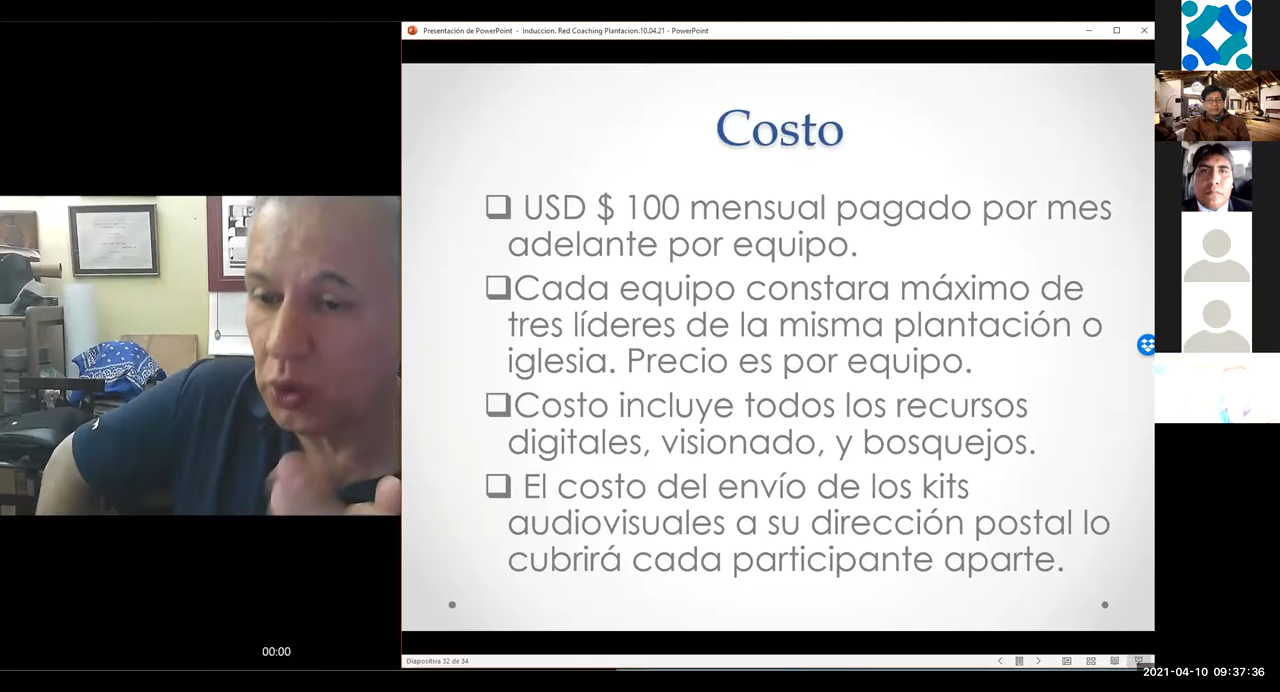 Presentación de PowerPoint - Induccion. Red Coaching Plantacion.10.04.21 - PowerPoint
Costo
USD $ 100 mensual pagado por mes
adelante por equipo.
Cada equipo constara máximo de
tres líderes de la misma plantación o
iglesia. Precio es por equipo.
Costo incluye todos los recursos
digitales, visionado, y bosquejos.
El costo del envío de los kits
audiovisuales a su dirección postal lo
cubrirá cada participante aparte.
00:00
Diapositiva 32 de 34
2021-04-10 09:37:36